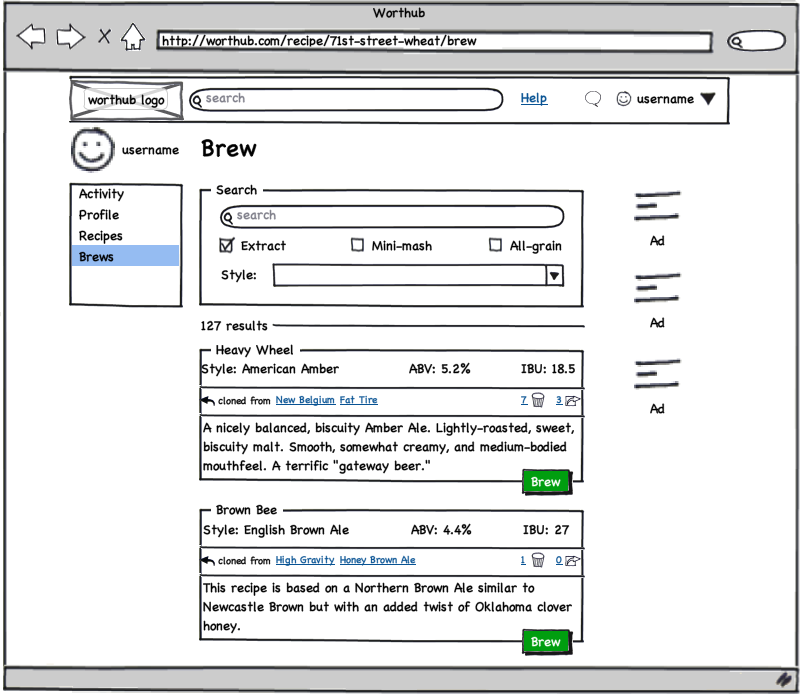 Worthub
http://worthub.com/recipe/71st-street-wheat/brew
worthub logo
search
Help
username
username
Brew
Activity
Profile
Recipes
Brews
Search
search
Extract
Mini-mash
All-grain
Style:
Ad
Ad
Ad
127 results
Heavy Wheel
Style: American Amber ABV: 5.2% IBU: 18.5
cloned from New Belgium Fat Tire 7 3
A nicely balanced, biscuity Amber Ale. Lightly-roasted, sweet,
biscuity malt. Smooth, somewhat creamy, and medium-bodied
mouthfeel. A terrific "gateway beer."
Brew
Brown Bee
Style: English Brown Ale ABV: 4.4% IBU: 27
cloned from High Gravity Honey Brown Ale 1 0
This recipe is based on a Northern Brown Ale similar to
Newcastle Brown but with an added twist of Oklahoma clover
honey.
Brew